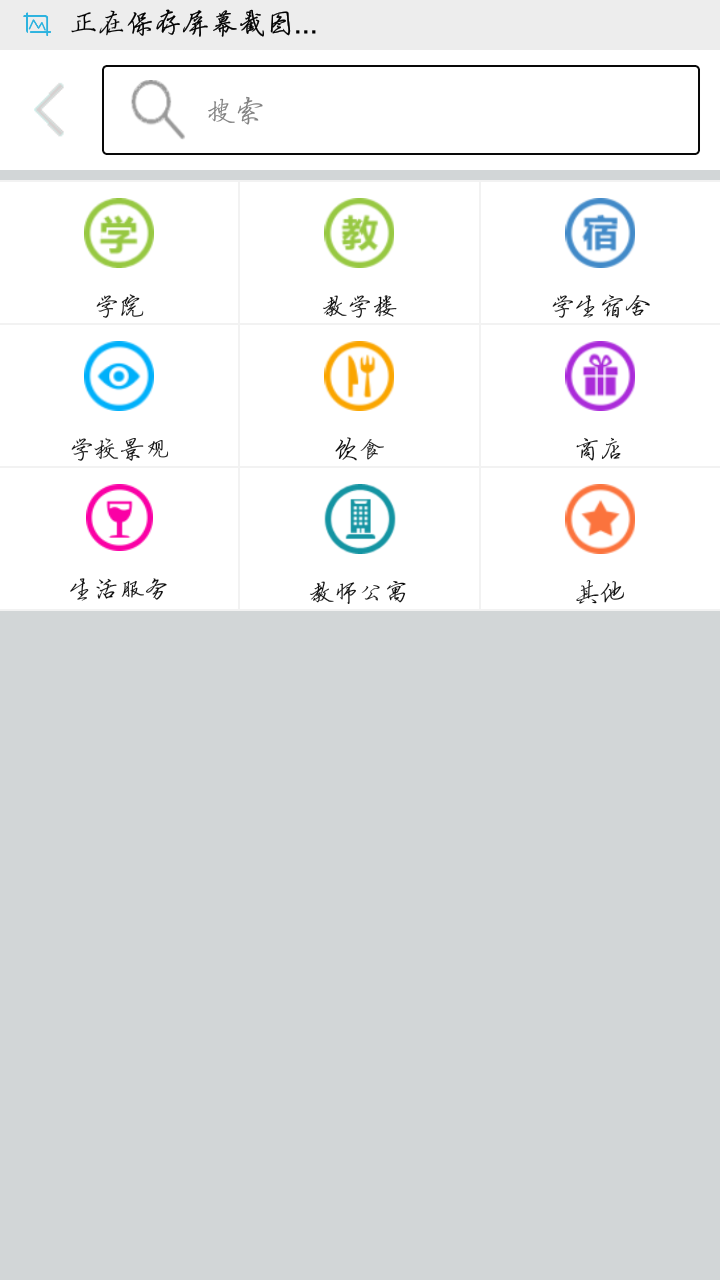 正在保存屏幕截图...
搜索
学 教 宿
学院 教学楼 学生宿舍
学校景观 饮食 商店
生活服务 教师公寓 其他